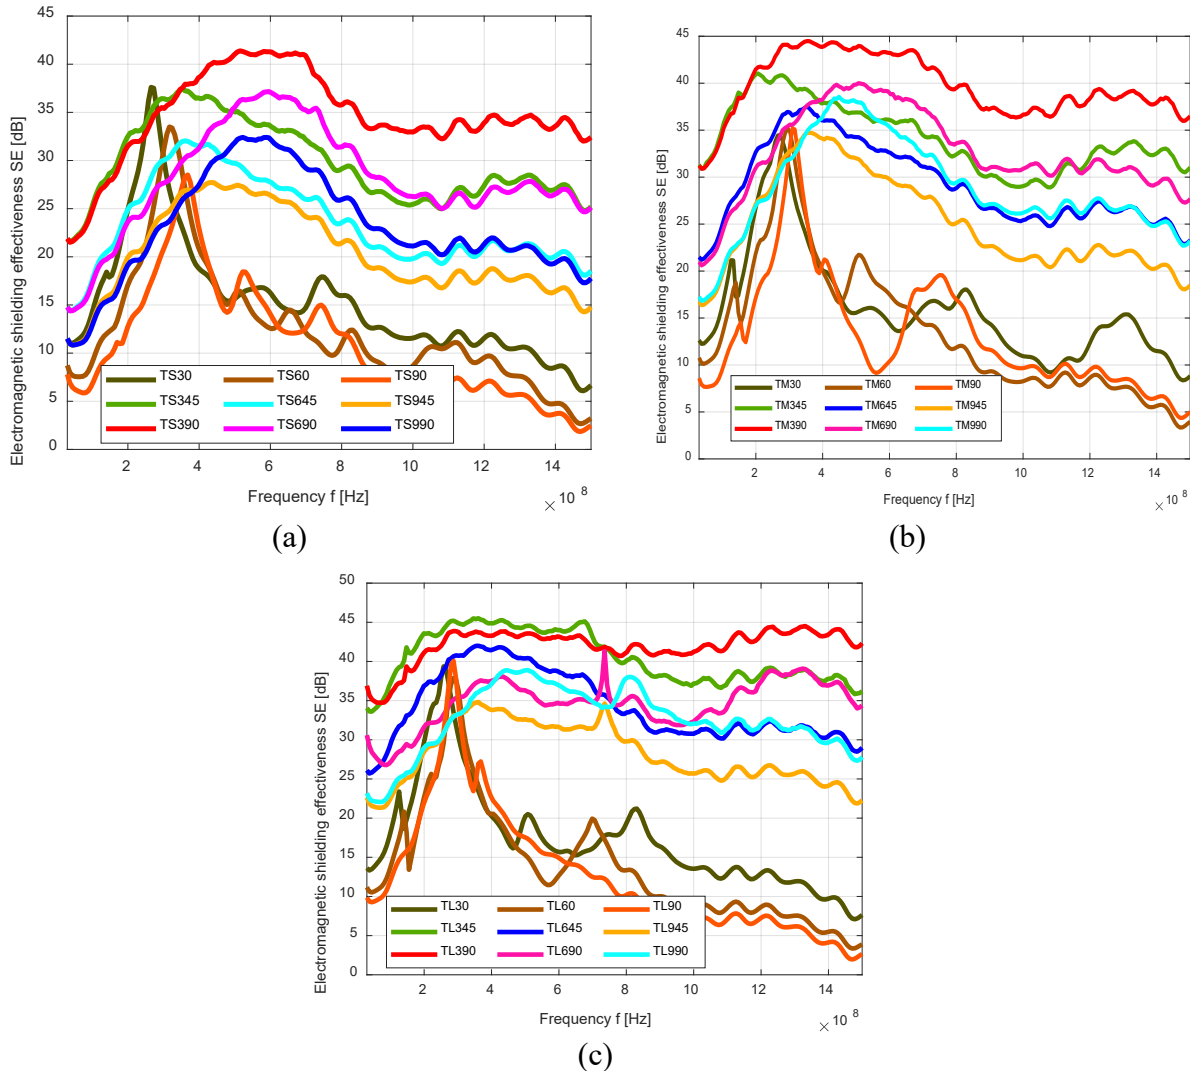 45
40
35
30
25
20
15
10
5
0
Electromagnetic shielding effectiveness SE [dB]
TS30 TS60 TS90
TS345 TS645 TS945
TS390 TS690 TS990
2 4 6 8 10 12 14
Frequency f [Hz]
× 10 8
(a)
45
40
35
30
25
20
15
10
5
0
Electromagnetic shielding effectiveness SE [dB]
TM30 TM60 TM90
TM345 TM645 TM945
TM390 TM690 TM990
2 4 6 8 10 12 14
Frequency f [Hz]
× 10 8
(b)
50
45
40
35
30
25
20
15
10
5
0
Electromagnetic shielding effectiveness SE [dB]
TL30 TL60 TL90
TL345 TL645 TL945
TL390 TL690 TL990
2 4 6 8 10 12 14
Frequency f [Hz]
× 10 8
(c)